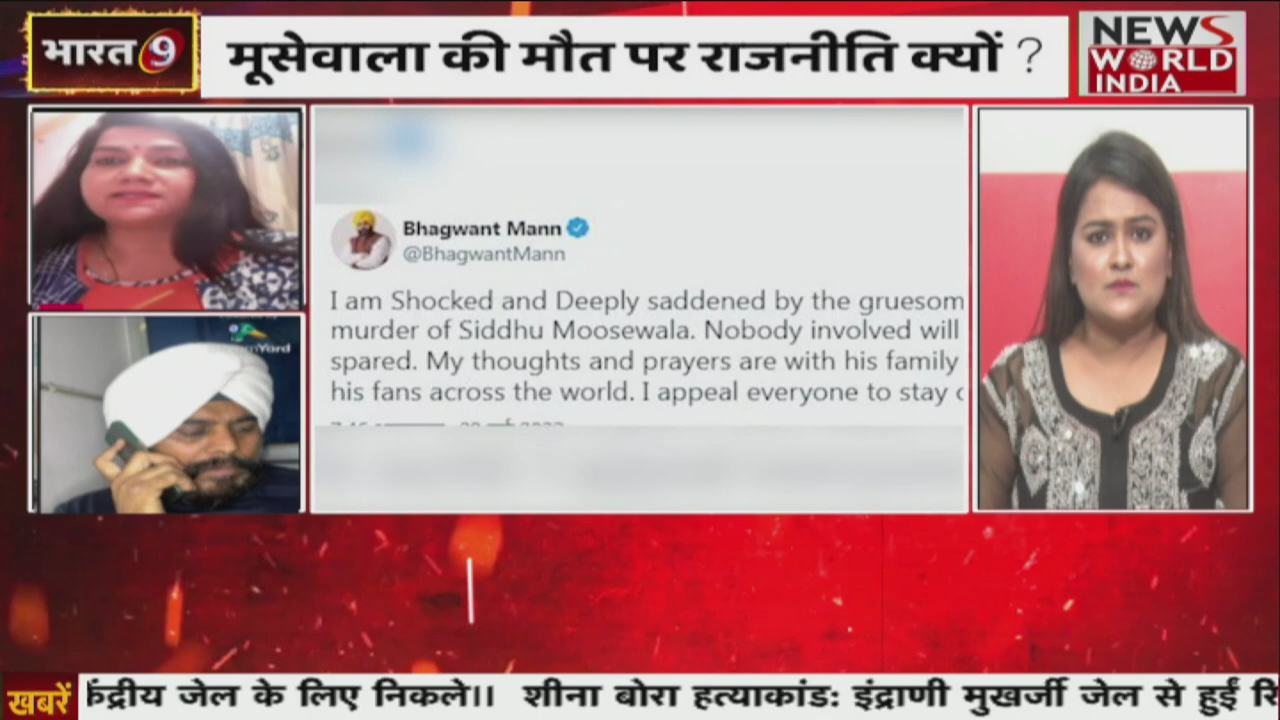 भारत 9
मूसेवाला की मौत पर राजनीति क्यों ?
NEWS
WORLD
INDIA
Bhagwant Mann
@BhagwantMann
I am Shocked and Deeply saddened by the gruesom
murder of Siddhu Moosewala. Nobody involved will
spared. My thoughts and prayers are with his family
his fans across the world. I appeal everyone to stay
खबरें
केंद्रीय जेल के लिए निकले।। शीना बोरा हत्याकांड: इंद्राणी मुखर्जी जेल से हुईं